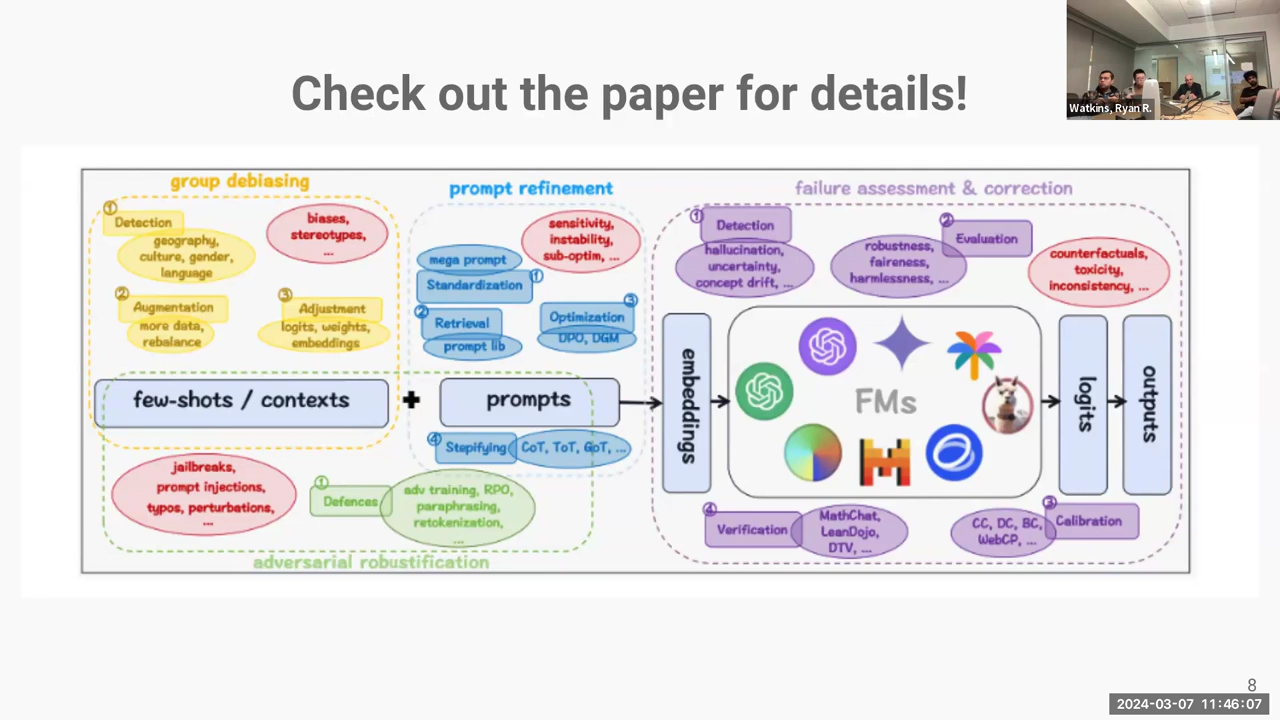 Check out the paper for details!
Watkins, Ryan R.
group debiasing
①
Detection
geography,
culture, gender,
language
biases,
stereotypes,
...
②
Augmentation
more data,
rebalance
③
Adjustment
logits, weights,
embeddings
few-shots / contexts
+
prompt refinement
sensitivity,
instability,
sub-optim, ...
mega prompt
Standardization
①
②
Retrieval
prompt lib
③
Optimization
DPO, DGM
prompts
④
Stepifying
CoT, ToT, GoT, ...
jailbreaks,
prompt injections,
typos, perturbations,
...
①
Defences
adv training, RPO,
paraphrasing,
retokenization,
...
adversarial robustification
failure assessment & correction
①
Detection
hallucination,
uncertainty,
concept drift, ...
②
Evaluation
robustness,
faireness,
harmlessness, ...
counterfactuals,
toxicity,
inconsistency, ...
embeddings
FMs
logits
outputs
④
Verification
MathChat,
LeanDojo,
DTV, ...
③
Calibration
CC, DC, BC,
WebCP, ...
8
2024-03-07 11:46:07